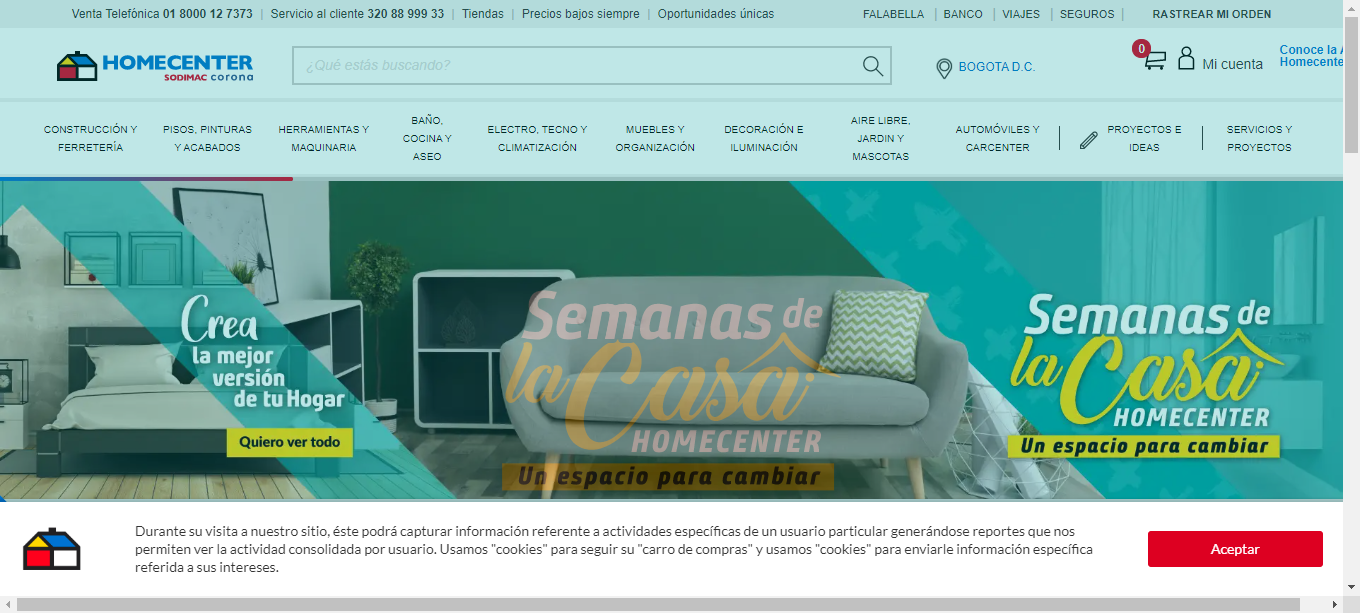 Venta Telefónica 01 8000 12 7373 | Servicio al cliente 320 88 999 33 | Tiendas | Precios bajos siempre | Oportunidades únicas
FALABELLA | BANCO | VIAJES | SEGUROS | RASTREAR MI ORDEN
HOMECENTER
SODIMAC corona
¿Qué estás buscando?
BOGOTA D.C.
0
Mi cuenta
Conoce la A
Homecente
CONSTRUCCIÓN Y
FERRETERÍA
PISOS, PINTURAS
Y ACABADOS
HERRAMIENTAS Y
MAQUINARIA
BAÑO,
COCINA Y
ASEO
ELECTRO, TECNO Y
CLIMATIZACIÓN
MUEBLES Y
ORGANIZACIÓN
DECORACIÓN E
ILUMINACIÓN
AIRE LIBRE,
JARDIN Y
MASCOTAS
AUTOMÓVILES Y
CARCENTER
PROYECTOS E
IDEAS
SERVICIOS Y
PROYECTOS
Crea
la mejor
versión
de tu Hogar
Quiero ver todo
Semanas de
la Casa
HOMECENTER
Un espacio para cambiar
Semanas de
la Casa
HOMECENTER
Un espacio para cambiar
Durante su visita a nuestro sitio, éste podrá capturar información referente a actividades específicas de un usuario particular generándose reportes que nos
permiten ver la actividad consolidada por usuario. Usamos "cookies" para seguir su "carro de compras" y usamos "cookies" para enviarle información específica
referida a sus intereses.
Aceptar